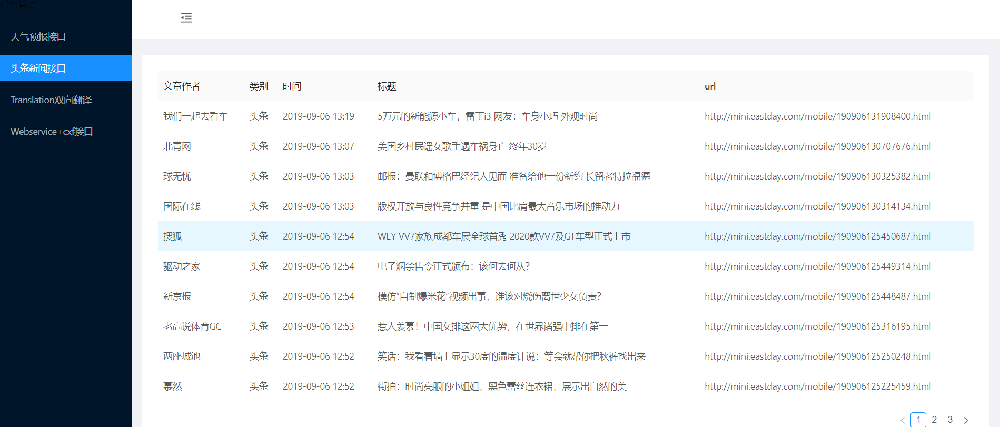 后台管理
天气预报接口
头条新闻接口
Translation双向翻译
Webservice+cxf接口
文章作者 类别 时间 标题 url
我们一起去看车 头条 2019-09-06 13:19 5万元的新能源小车，雷丁i3 网友：车身小巧 外观时尚 http://mini.eastday.com/mobile/190906131908400.html
北青网 头条 2019-09-06 13:07 美国乡村民谣女歌手遇车祸身亡 终年30岁 http://mini.eastday.com/mobile/190906130707676.html
球无忧 头条 2019-09-06 13:03 邮报：曼联和博格巴经纪人见面 准备给他一份新约 长留老特拉福德 http://mini.eastday.com/mobile/190906130325382.html
国际在线 头条 2019-09-06 13:03 版权开放与良性竞争并重 是中国比肩最大音乐市场的推动力 http://mini.eastday.com/mobile/190906130314134.html
搜狐 头条 2019-09-06 12:54 WEY VV7家族成都车展全球首秀 2020款VV7及GT车型正式上市 http://mini.eastday.com/mobile/190906125450687.html
驱动之家 头条 2019-09-06 12:54 电子烟禁售令正式颁布：该何去何从？ http://mini.eastday.com/mobile/190906125449314.html
新京报 头条 2019-09-06 12:54 模仿“自制爆米花”视频出事，谁该对烧伤离世少女负责？ http://mini.eastday.com/mobile/190906125448487.html
老高说体育GC 头条 2019-09-06 12:53 惹人羡慕！中国女排这两大优势，在世界诸强中排在第一 http://mini.eastday.com/mobile/190906125316195.html
两座城池 头条 2019-09-06 12:52 笑话：我看着墙上显示30度的温度计说：等会就帮你把秋裤找出来 http://mini.eastday.com/mobile/190906125250248.html
慕然 头条 2019-09-06 12:52 街拍：时尚亮眼的小姐姐，黑色蕾丝连衣裙，展示出自然的美 http://mini.eastday.com/mobile/190906125225459.html
1 2 3